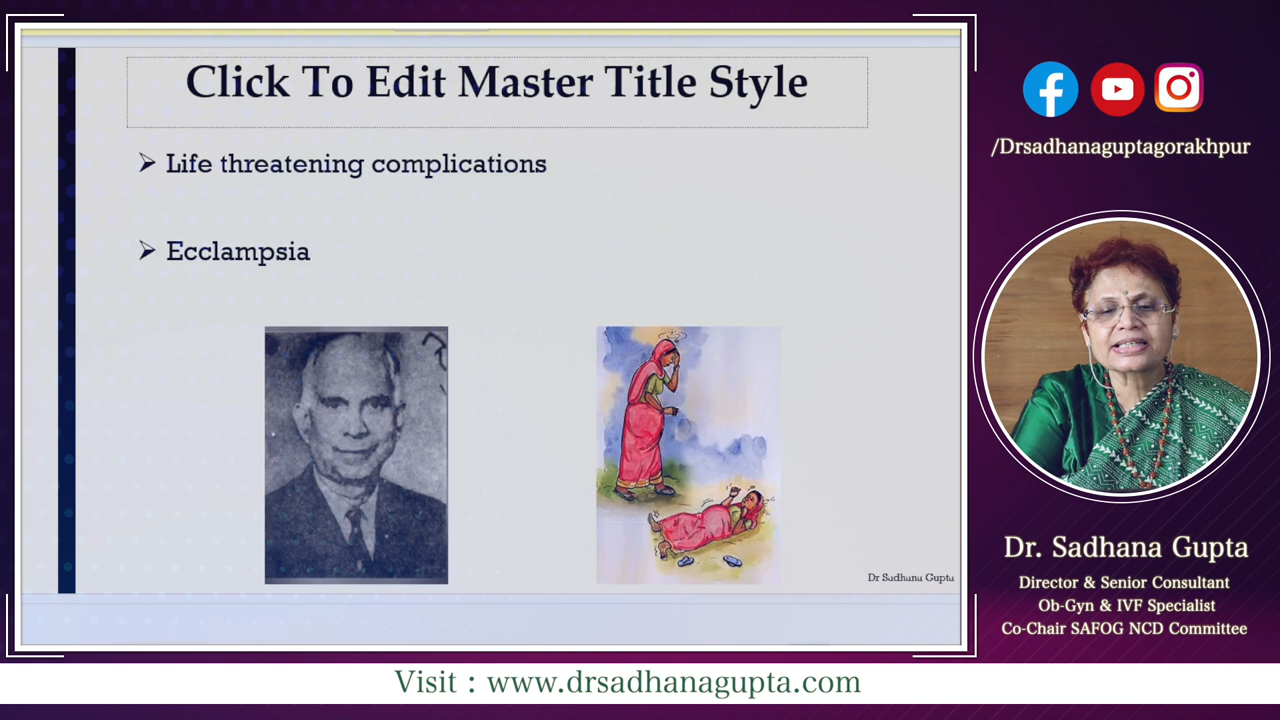 Click To Edit Master Title Style
➢ Life threatening complications
➢ Ecclampsia
Dr Sadhana Gupta
/Drsadhanaguptagorakhpur
Dr. Sadhana Gupta
Director & Senior Consultant
Ob-Gyn & IVF Specialist
Co-Chair SAFOG NCD Committee
Visit : www.drsadhanagupta.com